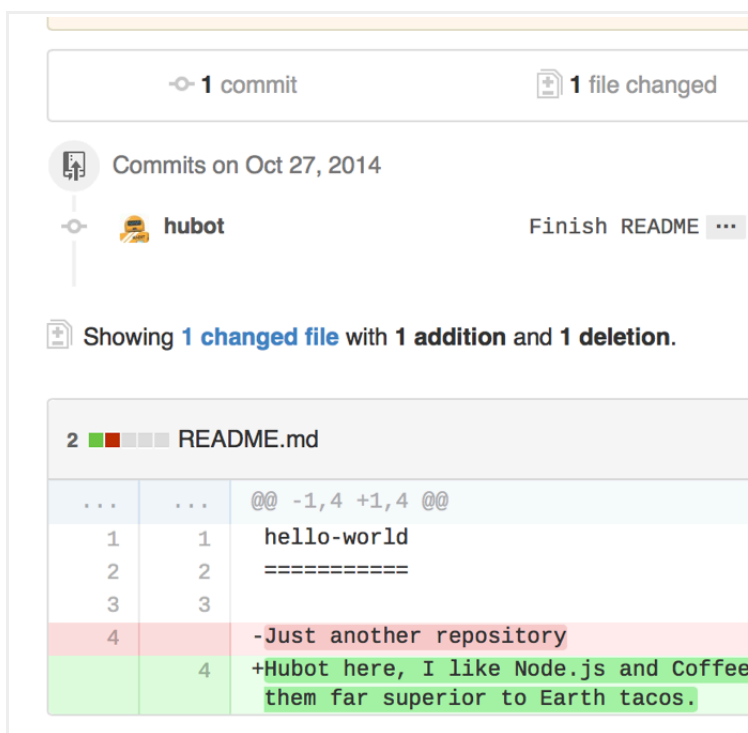 1 commit
1 file changed
Commits on Oct 27, 2014
hubot Finish README ...
Showing 1 changed file with 1 addition and 1 deletion.
2 README.md
... ... @@ -1,4 +1,4 @@
1 1 hello-world
2 2 ===========
3 3
4 -Just another repository
4 +Hubot here, I like Node.js and Coffee
them far superior to Earth tacos.